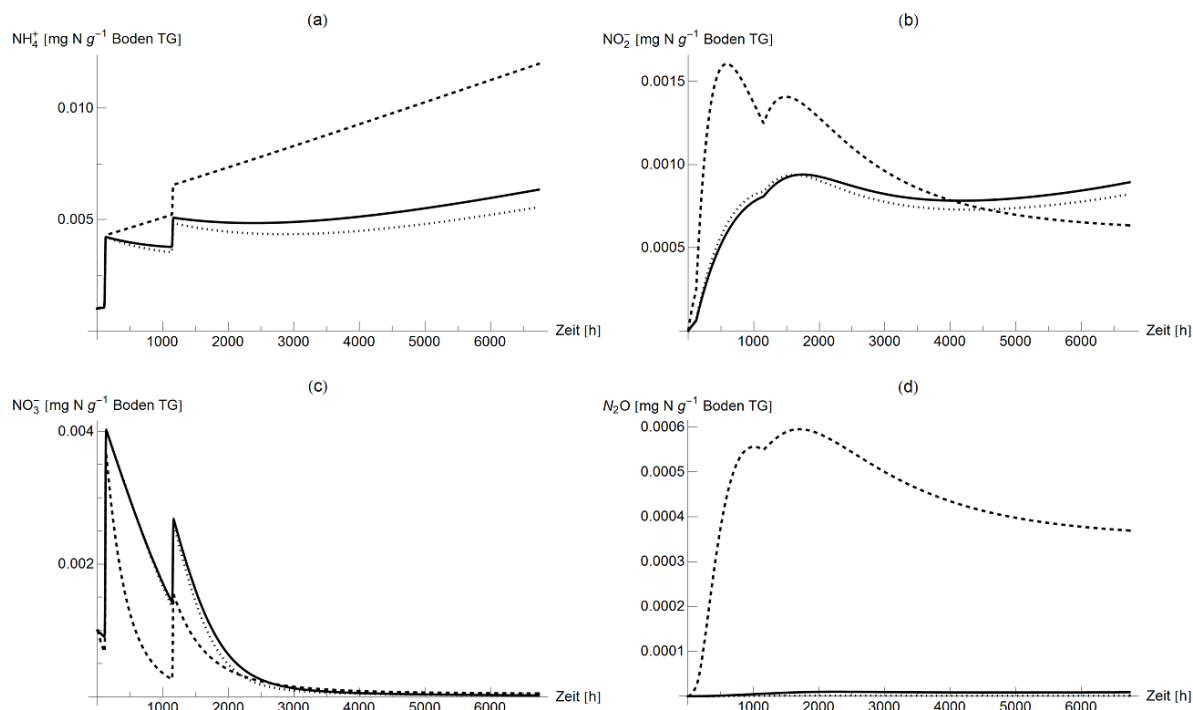 (a)
NH₄⁺ [mg N g⁻¹ Boden TG]
0.010
0.005
1000 2000 3000 4000 5000 6000
Zeit [h]
(b)
NO₂⁻ [mg N g⁻¹ Boden TG]
0.0015
0.0010
0.0005
1000 2000 3000 4000 5000 6000
Zeit [h]
(c)
NO₃⁻ [mg N g⁻¹ Boden TG]
0.004
0.002
1000 2000 3000 4000 5000 6000
Zeit [h]
(d)
N₂O [mg N g⁻¹ Boden TG]
0.0006
0.0005
0.0004
0.0003
0.0002
0.0001
1000 2000 3000 4000 5000 6000
Zeit [h]